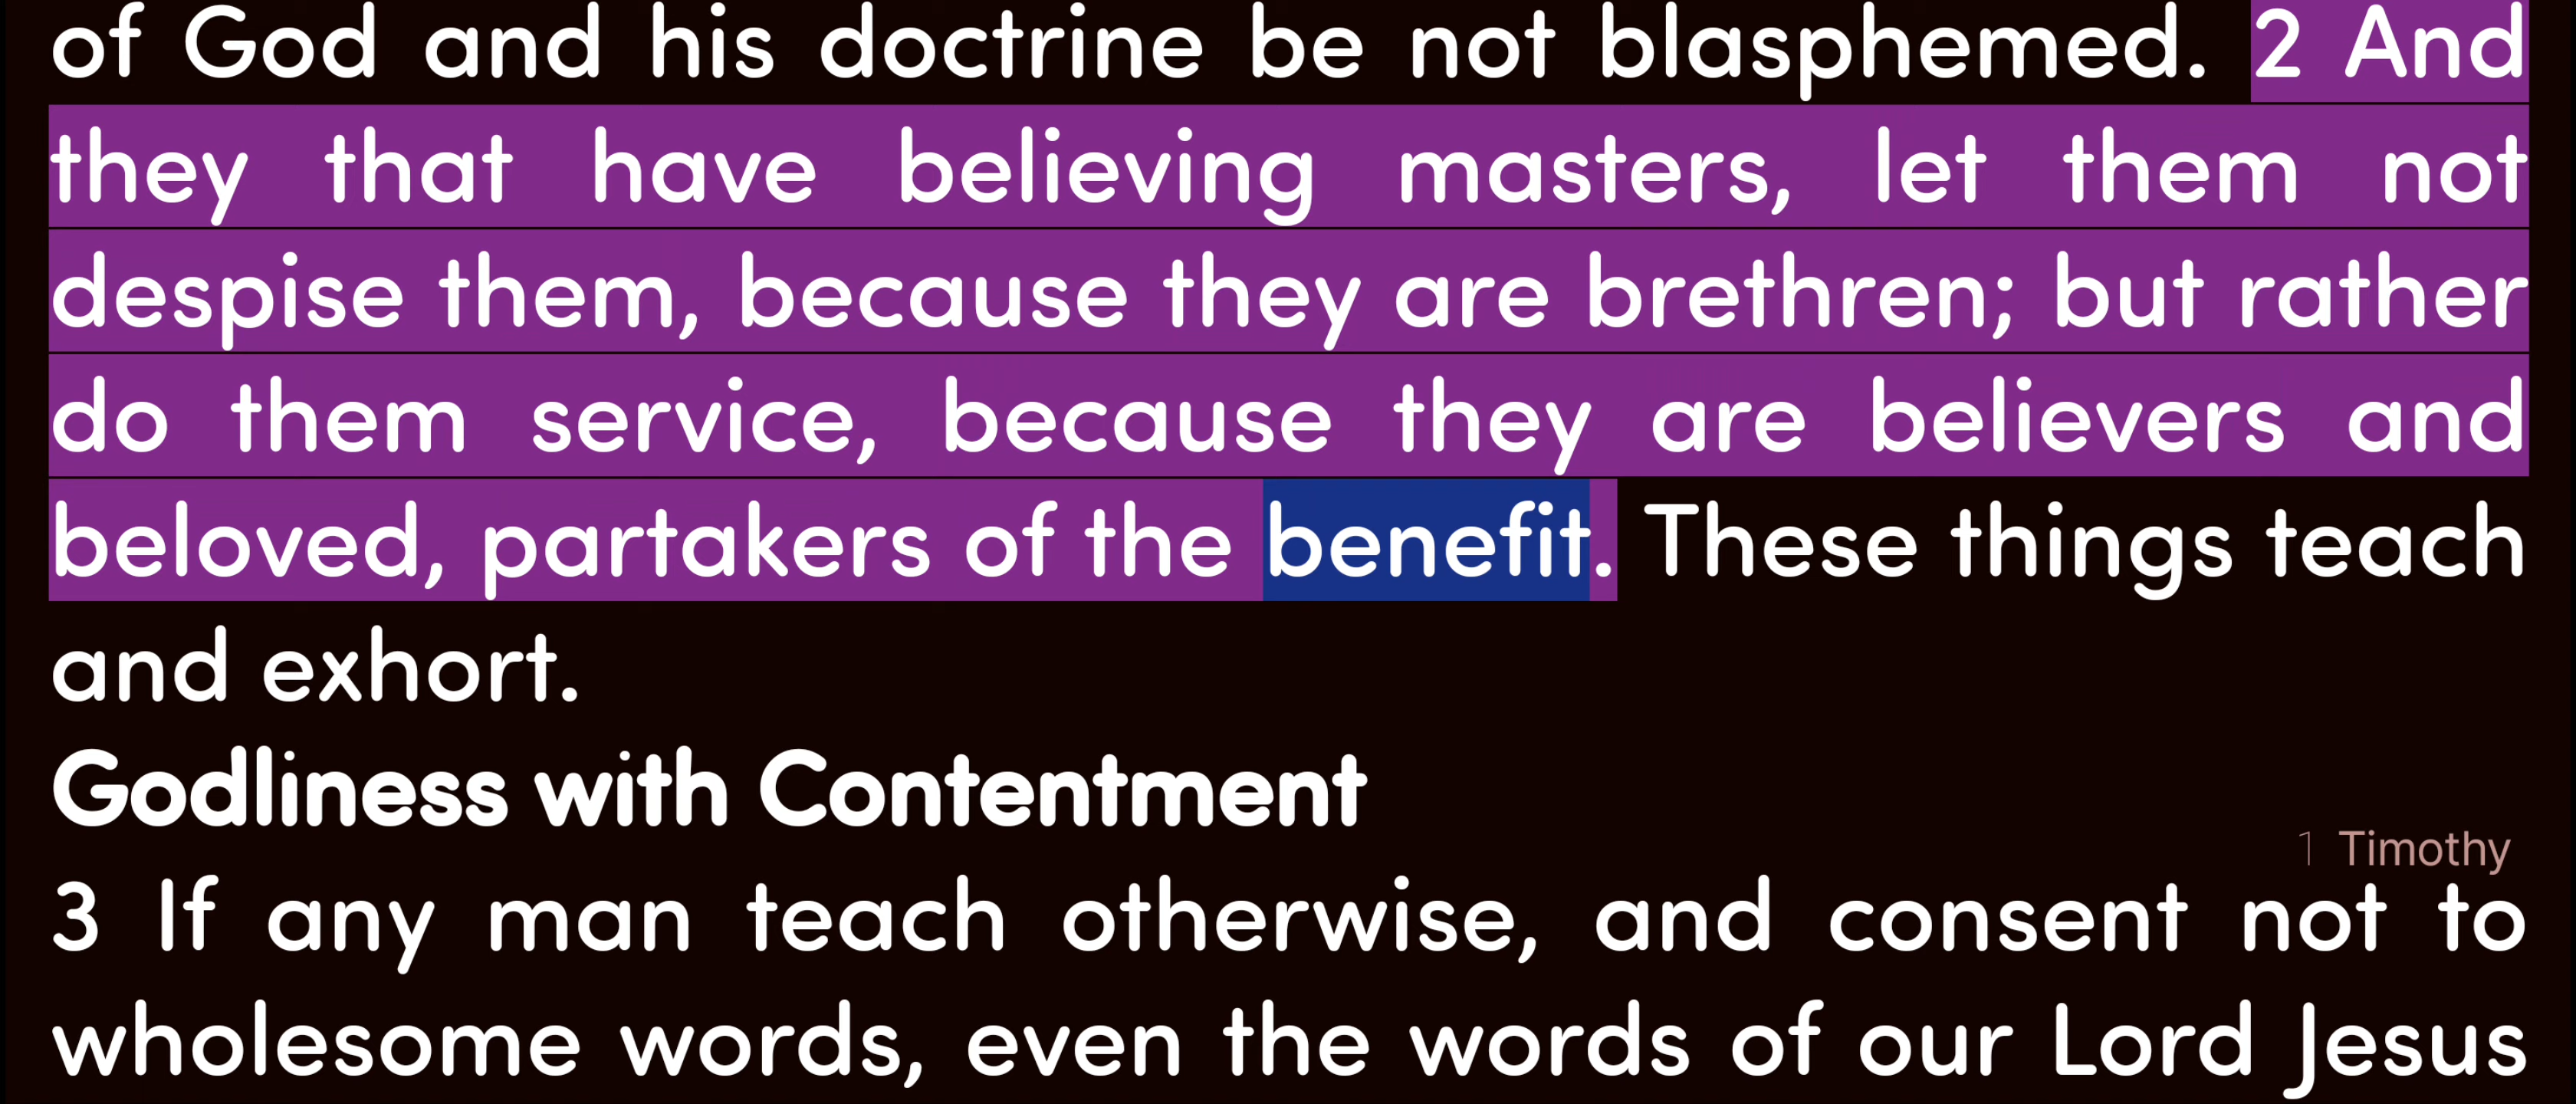 of God and his doctrine be not blasphemed. 2 And
they that have believing masters, let them not
despise them, because they are brethren; but rather
do them service, because they are believers and
beloved, partakers of the benefit. These things teach
and exhort.
Godliness with Contentment
1 Timothy
3 If any man teach otherwise, and consent not to
wholesome words, even the words of our Lord Jesus